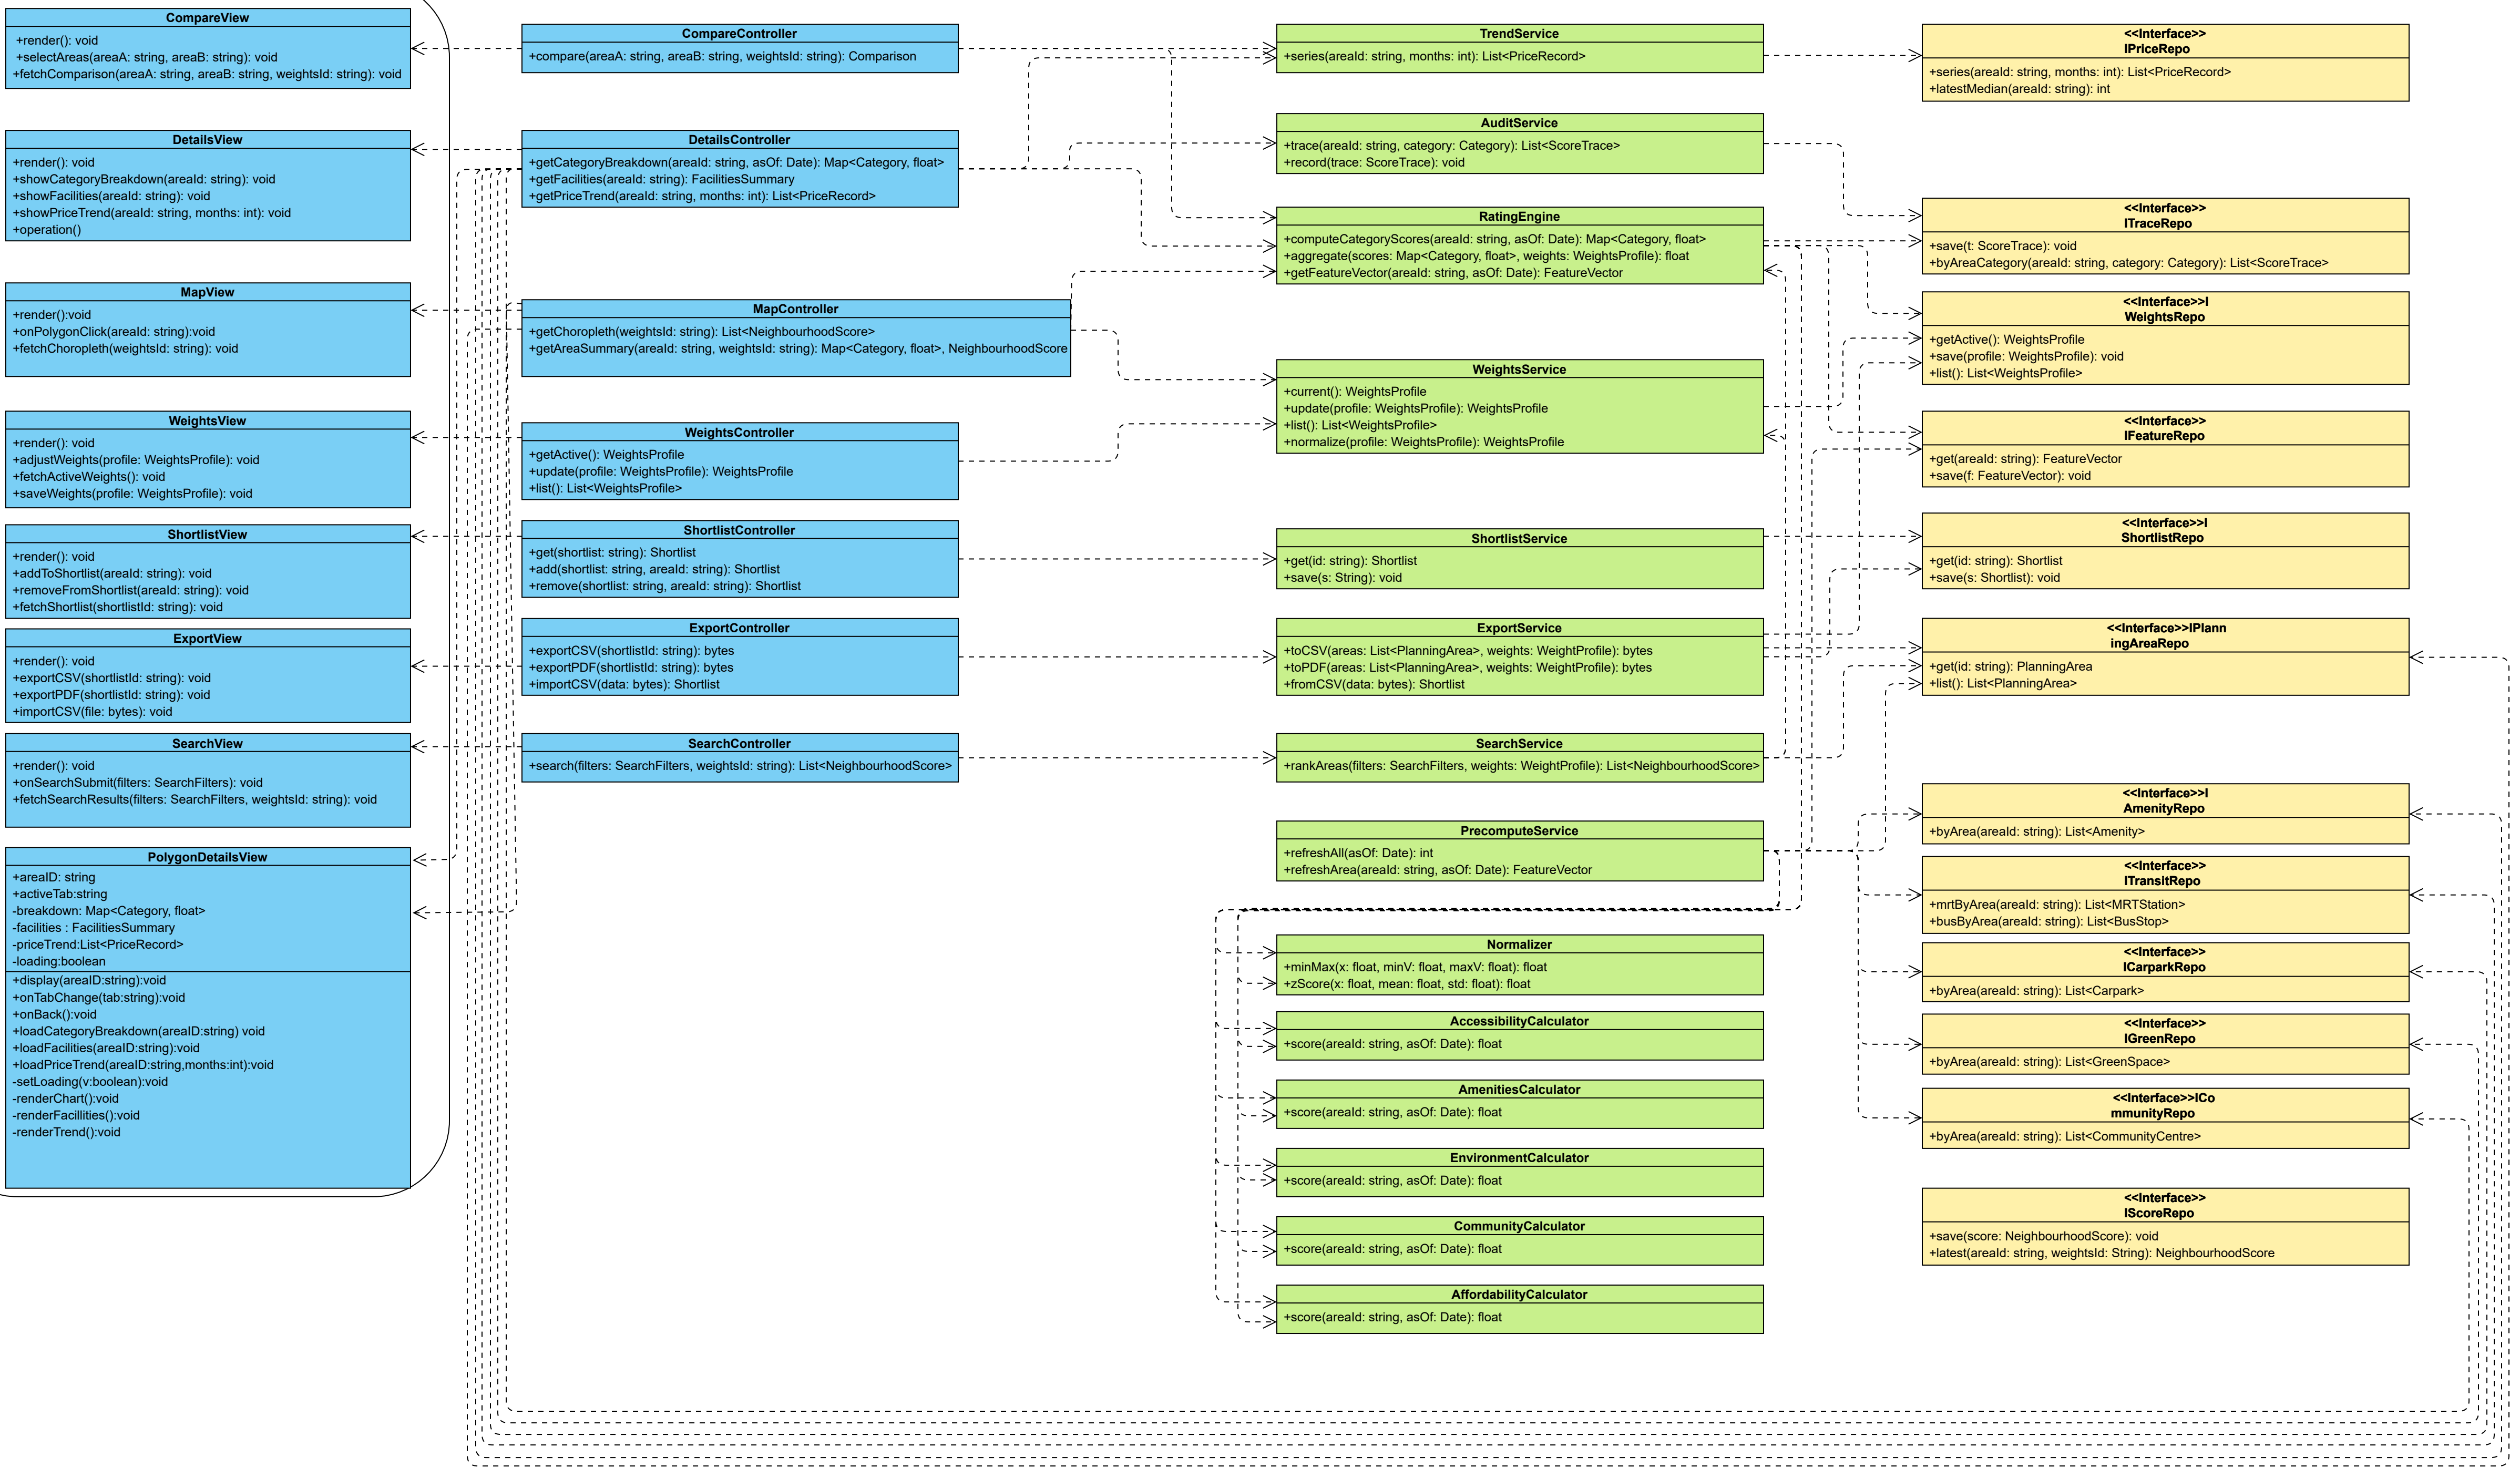 CompareView
+render(): void
+selectAreas(areaA: string, areaB: string): void
+fetchComparison(areaA: string, areaB: string, weightsId: string): void
DetailsView
+render(): void
+showCategoryBreakdown(areaId: string): void
+showFacilities(areaId: string): void
+showPriceTrend(areaId: string, months: int): void
+operation()
MapView
+render():void
+onPolygonClick(areaId: string):void
+fetchChoropleth(weightsId: string): void
WeightsView
+render(): void
+adjustWeights(profile: WeightsProfile): void
+fetchActiveWeights(): void
+saveWeights(profile: WeightsProfile): void
ShortlistView
+render(): void
+addToShortlist(areaId: string): void
+removeFromShortlist(areaId: string): void
+fetchShortlist(shortlistId: string): void
ExportView
+render(): void
+exportCSV(shortlistId: string): void
+exportPDF(shortlistId: string): void
+importCSV(file: bytes): void
SearchView
+render(): void
+onSearchSubmit(filters: SearchFilters): void
+fetchSearchResults(filters: SearchFilters, weightsId: string): void
PolygonDetailsView
+areaID: string
+activeTab:string
-breakdown: Map<Category, float>
-facilities : FacilitiesSummary
-priceTrend:List<PriceRecord>
-loading:boolean
+display(areaID:string):void
+onTabChange(tab:string):void
+onBack():void
+loadCategoryBreakdown(areaID:string) void
+loadFacilities(areaID:string):void
+loadPriceTrend(areaID:string,months:int):void
-setLoading(v:boolean):void
-renderChart():void
-renderFacillities():void
-renderTrend():void
CompareController
+compare(areaA: string, areaB: string, weightsId: string): Comparison
DetailsController
+getCategoryBreakdown(areaId: string, asOf: Date): Map<Category, float>
+getFacilities(areaId: string): FacilitiesSummary
+getPriceTrend(areaId: string, months: int): List<PriceRecord>
MapController
+getChoropleth(weightsId: string): List<NeighbourhoodScore>
+getAreaSummary(areaId: string, weightsId: string): Map<Category, float>, NeighbourhoodScore
WeightsController
+getActive(): WeightsProfile
+update(profile: WeightsProfile): WeightsProfile
+list(): List<WeightsProfile>
ShortlistController
+get(shortlist: string): Shortlist
+add(shortlist: string, areaId: string): Shortlist
+remove(shortlist: string, areaId: string): Shortlist
ExportController
+exportCSV(shortlistId: string): bytes
+exportPDF(shortlistId: string): bytes
+importCSV(data: bytes): Shortlist
SearchController
+search(filters: SearchFilters, weightsId: string): List<NeighbourhoodScore>
TrendService
+series(areaId: string, months: int): List<PriceRecord>
AuditService
+trace(areaId: string, category: Category): List<ScoreTrace>
+record(trace: ScoreTrace): void
RatingEngine
+computeCategoryScores(areaId: string, asOf: Date): Map<Category, float>
+aggregate(scores: Map<Category, float>, weights: WeightsProfile): float
+getFeatureVector(areaId: string, asOf: Date): FeatureVector
WeightsService
+current(): WeightsProfile
+update(profile: WeightsProfile): WeightsProfile
+list(): List<WeightsProfile>
+normalize(profile: WeightsProfile): WeightsProfile
ShortlistService
+get(id: string): Shortlist
+save(s: String): void
ExportService
+toCSV(areas: List<PlanningArea>, weights: WeightProfile): bytes
+toPDF(areas: List<PlanningArea>, weights: WeightProfile): bytes
+fromCSV(data: bytes): Shortlist
SearchService
+rankAreas(filters: SearchFilters, weights: WeightProfile): List<NeighbourhoodScore>
PrecomputeService
+refreshAll(asOf: Date): int
+refreshArea(areaId: string, asOf: Date): FeatureVector
Normalizer
+minMax(x: float, minV: float, maxV: float): float
+zScore(x: float, mean: float, std: float): float
AccessibilityCalculator
+score(areaId: string, asOf: Date): float
AmenitiesCalculator
+score(areaId: string, asOf: Date): float
EnvironmentCalculator
+score(areaId: string, asOf: Date): float
CommunityCalculator
+score(areaId: string, asOf: Date): float
AffordabilityCalculator
+score(areaId: string, asOf: Date): float
<<Interface>>
IPriceRepo
+series(areaId: string, months: int): List<PriceRecord>
+latestMedian(areaId: string): int
<<Interface>>
ITraceRepo
+save(t: ScoreTrace): void
+byAreaCategory(areaId: string, category: Category): List<ScoreTrace>
<<Interface>>I
WeightsRepo
+getActive(): WeightsProfile
+save(profile: WeightsProfile): void
+list(): List<WeightsProfile>
<<Interface>>
IFeatureRepo
+get(areaId: string): FeatureVector
+save(f: FeatureVector): void
<<Interface>>I
ShortlistRepo
+get(id: string): Shortlist
+save(s: Shortlist): void
<<Interface>>IPlann
ingAreaRepo
+get(id: string): PlanningArea
+list(): List<PlanningArea>
<<Interface>>I
AmenityRepo
+byArea(areaId: string): List<Amenity>
<<Interface>>
ITransitRepo
+mrtByArea(areaId: string): List<MRTStation>
+busByArea(areaId: string): List<BusStop>
<<Interface>>
ICarparkRepo
+byArea(areaId: string): List<Carpark>
<<Interface>>
IGreenRepo
+byArea(areaId: string): List<GreenSpace>
<<Interface>>ICo
mmunityRepo
+byArea(areaId: string): List<CommunityCentre>
<<Interface>>
IScoreRepo
+save(score: NeighbourhoodScore): void
+latest(areaId: string, weightsId: String): NeighbourhoodScore